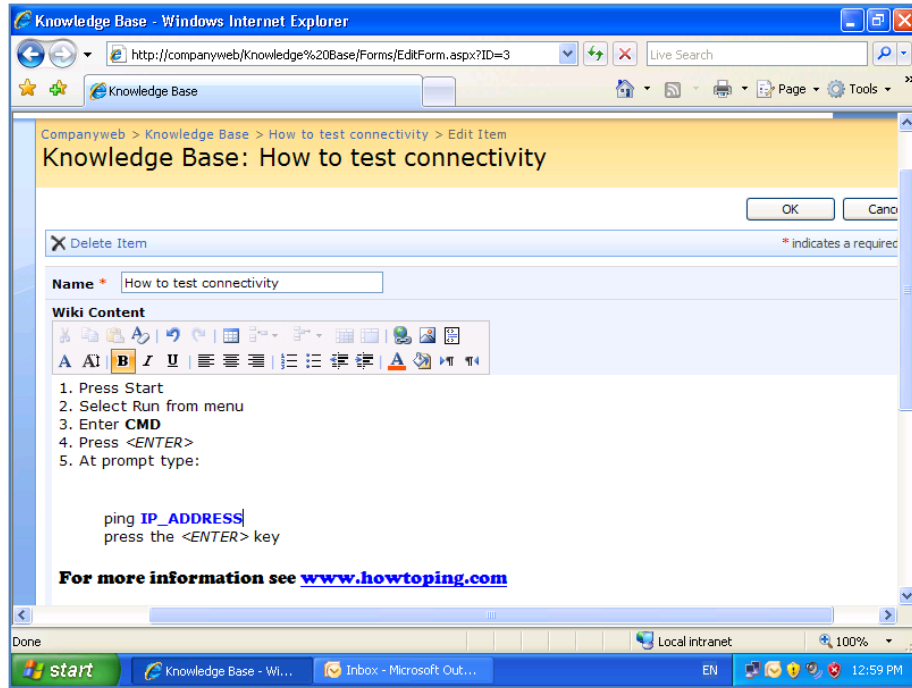 Knowledge Base - Windows Internet Explorer
http://companyweb/Knowledge%20Base/Forms/EditForm.aspx?ID=3
Live Search
Knowledge Base
Page
Tools
Companyweb > Knowledge Base > How to test connectivity > Edit Item
Knowledge Base: How to test connectivity
OK
Canc
Delete Item
* indicates a required
Name *
How to test connectivity
Wiki Content
A A B I U A
1. Press Start
2. Select Run from menu
3. Enter CMD
4. Press <ENTER>
5. At prompt type:
ping IP_ADDRESS
press the <ENTER> key
For more information see www.howtoping.com
Done
Local intranet
100%
start
Knowledge Base - Wi...
Inbox - Microsoft Out...
EN
12:59 PM